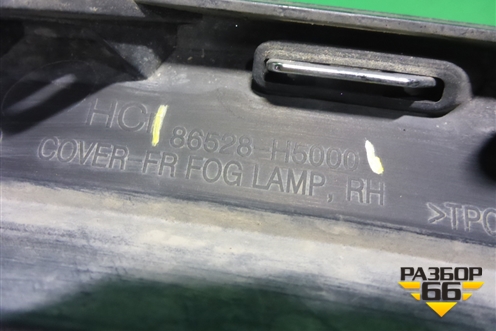 HCI 86528-H5000
COVER-FR FOG LAMP, RH
>TPO
РАЗБОР
66